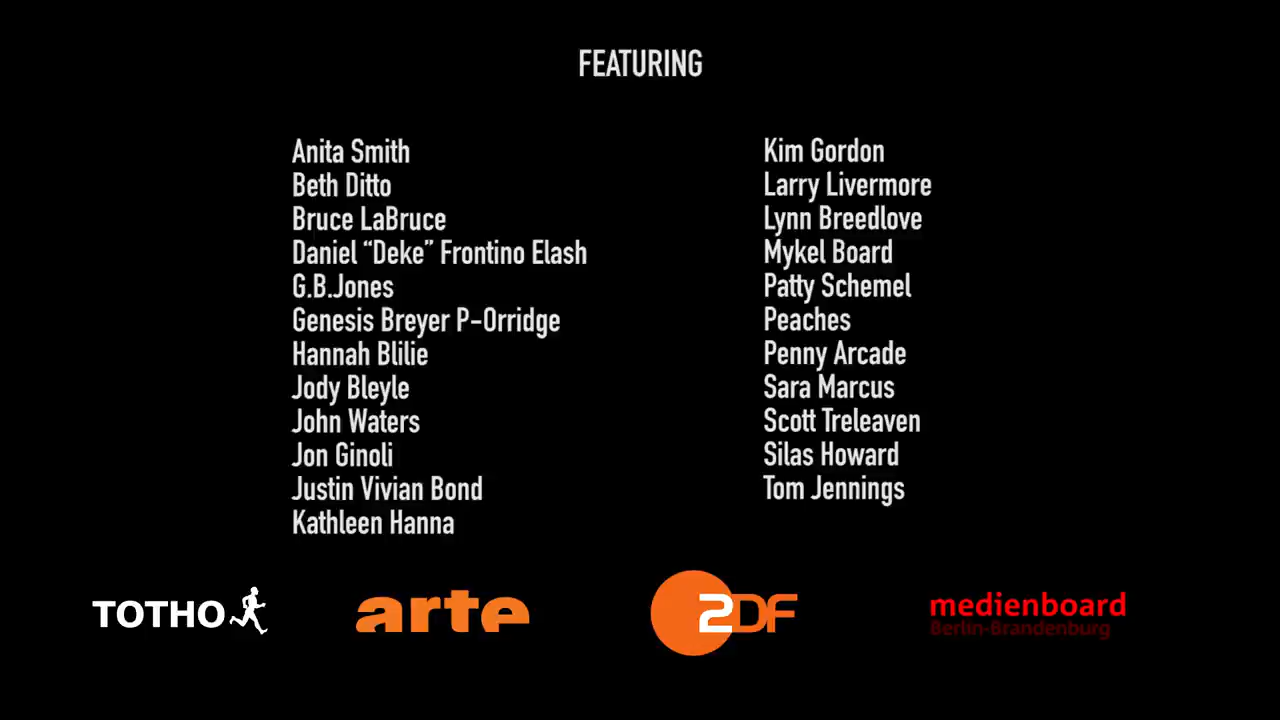 FEATURING
Anita Smith
Beth Ditto
Bruce LaBruce
Daniel “Deke” Frontino Elash
G.B.Jones
Genesis Breyer P-Orridge
Hannah Blilie
Jody Bleyle
John Waters
Jon Ginoli
Justin Vivian Bond
Kathleen Hanna
Kim Gordon
Larry Livermore
Lynn Breedlove
Mykel Board
Patty Schemel
Peaches
Penny Arcade
Sara Marcus
Scott Treleaven
Silas Howard
Tom Jennings
TOTHO
arte
2DF
medienboard
Berlin-Brandenburg